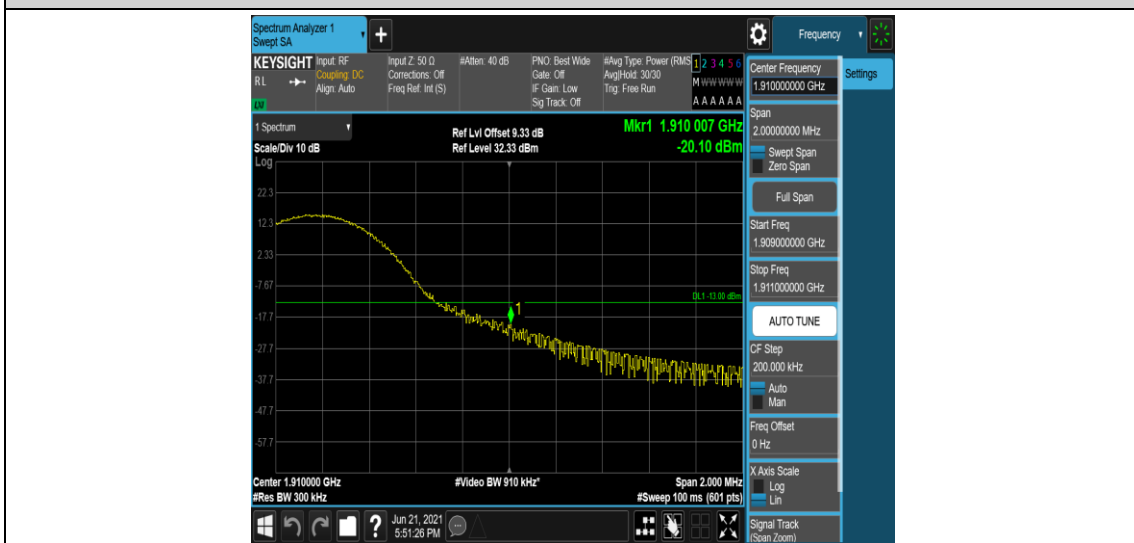 Spectrum Analyzer 1
Swept SA
+
Frequency
KEYSIGHT
RL
LXI
Input: RF
Coupling: DC
Align: Auto
Input Z: 50 Ω
Corrections: Off
Freq Ref: Int (S)
#Atten: 40 dB
PNO: Best Wide
Gate: Off
IF Gain: Low
Sig Track: Off
#Avg Type: Power (RMS
Avg|Hold: 30/30
Trig: Free Run
1 2 3 4 5 6
M W W W W W
A A A A A A
1 Spectrum
Scale/Div 10 dB
Log
Ref Lvl Offset 9.33 dB
Ref Level 32.33 dBm
Mkr1 1.910 007 GHz
-20.10 dBm
22.3
12.3
2.33
-7.67
-17.7
-27.7
-37.7
-47.7
-57.7
DL1 -13.00 dBm
1
Center 1.910000 GHz
#Res BW 300 kHz
#Video BW 910 kHz*
Span 2.000 MHz
#Sweep 100 ms (601 pts)
Center Frequency
1.910000000 GHz
Settings
Span
2.00000000 MHz
Swept Span
Zero Span
Full Span
Start Freq
1.909000000 GHz
Stop Freq
1.911000000 GHz
AUTO TUNE
CF Step
200.000 kHz
Auto
Man
Freq Offset
0 Hz
X Axis Scale
Log
Lin
Signal Track
(Span Zoom)
?
Jun 21, 2021
5:51:26 PM